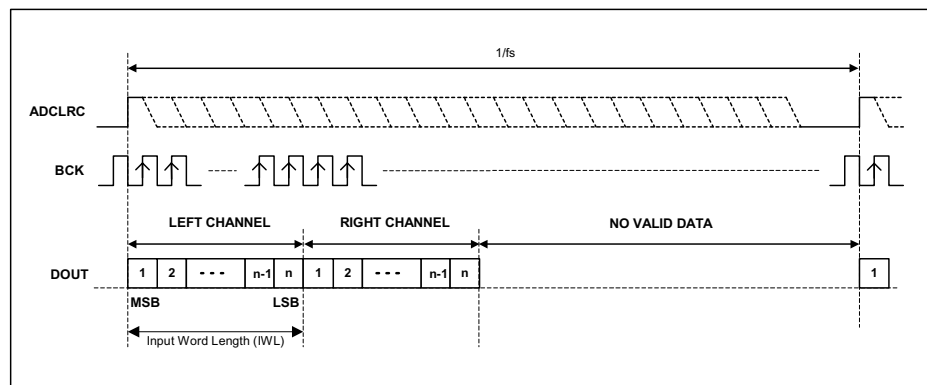 1/fs
ADCLRC
BCK
LEFT CHANNEL RIGHT CHANNEL NO VALID DATA
DOUT 1 2 - - - n-1 n 1 2 - - - n-1 n 1
MSB LSB
Input Word Length (IWL)